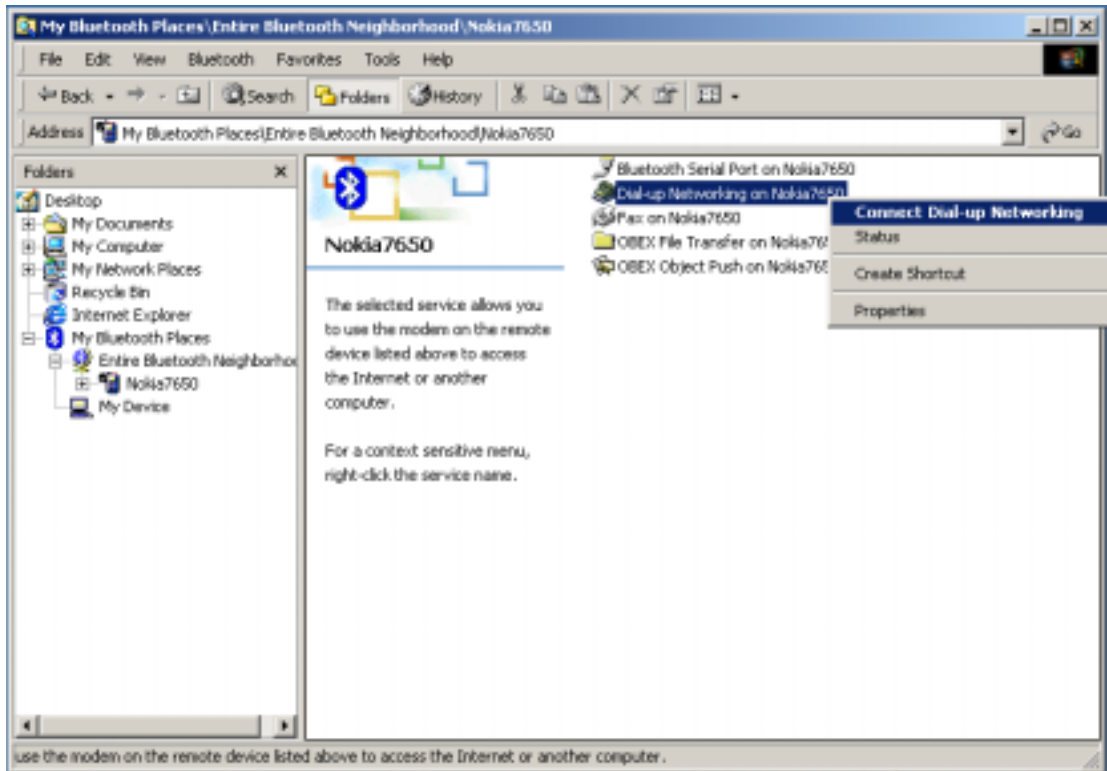 My Bluetooth Places\Entire Bluetooth Neighborhood\Nokia7650
File Edit View Bluetooth Favorites Tools Help
Back Search Folders History
Address My Bluetooth Places\Entire Bluetooth Neighborhood\Nokia7650 Go
Folders
Desktop
My Documents
My Computer
My Network Places
Recycle Bin
Internet Explorer
My Bluetooth Places
Entire Bluetooth Neighborhoo
Nokia7650
My Device
Nokia7650
The selected service allows you
to use the modem on the remote
device listed above to access
the Internet or another
computer.
For a context sensitive menu,
right-click the service name.
Bluetooth Serial Port on Nokia7650
Dial-up Networking on Nokia7650
Fax on Nokia7650
OBEX File Transfer on Nokia76
OBEX Object Push on Nokia765
Connect Dial-up Networking
Status
Create Shortcut
Properties
use the modem on the remote device listed above to access the Internet or another computer.